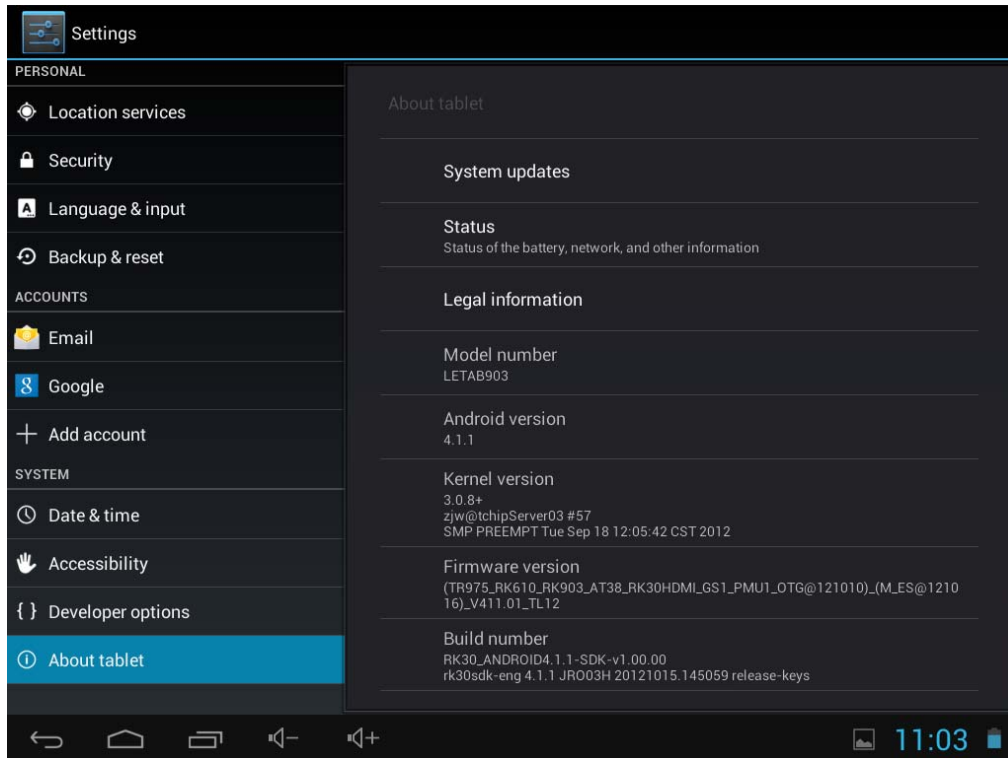 Settings
PERSONAL
Location services
Security
Language & input
Backup & reset
ACCOUNTS
Email
Google
Add account
SYSTEM
Date & time
Accessibility
{ } Developer options
About tablet
About tablet
System updates
Status
Status of the battery, network, and other information
Legal information
Model number
LETAB903
Android version
4.1.1
Kernel version
3.0.8+
zjw@tchipServer03 #57
SMP PREEMPT Tue Sep 18 12:05:42 CST 2012
Firmware version
(TR975_RK610_RK903_AT38_RK30HDMI_GS1_PMU1_OTG@121010)_(M_ES@1210
16)_V411.01_TL12
Build number
RK30_ANDROID4.1.1-SDK-v1.00.00
rk30sdk-eng 4.1.1 JRO03H 20121015.145059 release-keys
11:03